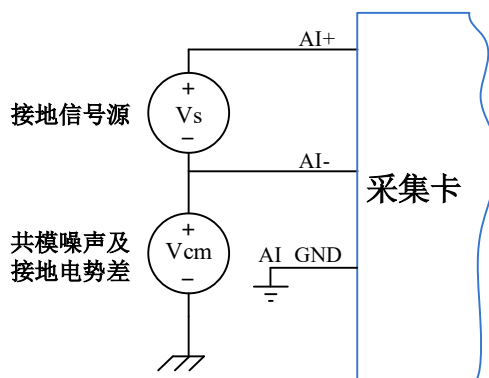 AI+
+
Vs
−
接地信号源
AI-
采集卡
+
Vcm
−
共模噪声及
接地电势差
AI GND